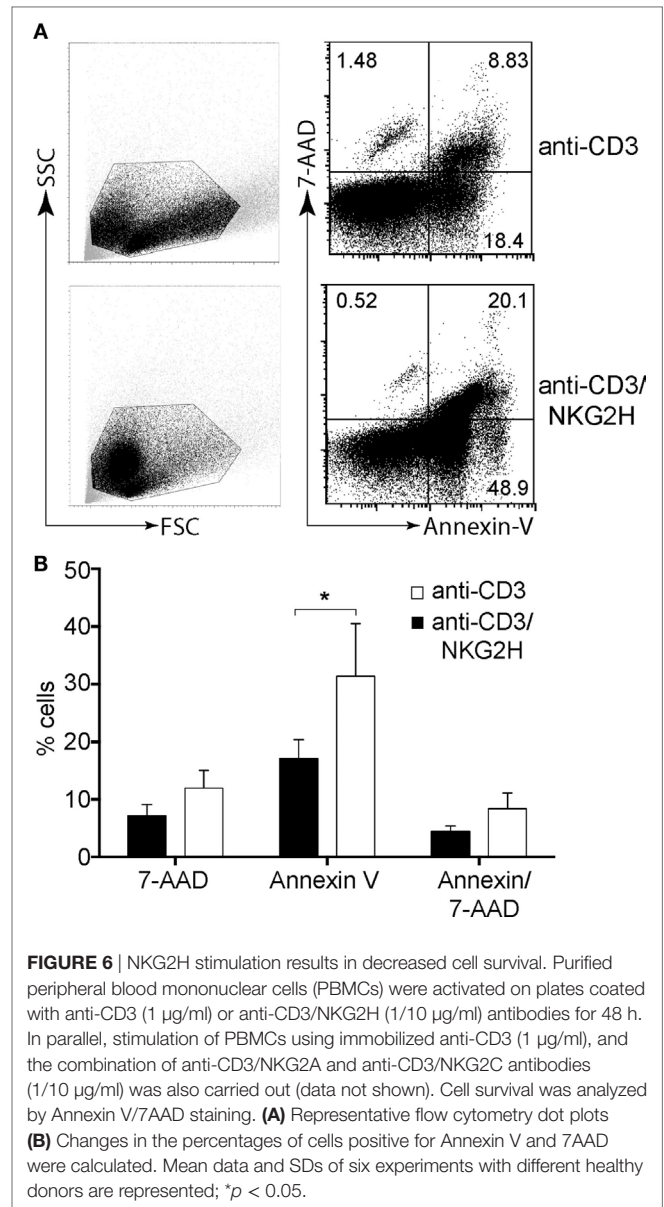 A
SSC
FSC
7-AAD
1.48
8.83
18.4
anti-CD3
0.52
20.1
48.9
anti-CD3/
NKG2H
Annexin-V
B
50
40
30
20
10
0
% cells
*
anti-CD3
anti-CD3/
NKG2H
7-AAD
Annexin V
Annexin/
7-AAD
FIGURE 6 | NKG2H stimulation results in decreased cell survival. Purified
peripheral blood mononuclear cells (PBMCs) were activated on plates coated
with anti-CD3 (1 µg/ml) or anti-CD3/NKG2H (1/10 µg/ml) antibodies for 48 h.
In parallel, stimulation of PBMCs using immobilized anti-CD3 (1 µg/ml), and
the combination of anti-CD3/NKG2A and anti-CD3/NKG2C antibodies
(1/10 µg/ml) was also carried out (data not shown). Cell survival was analyzed
by Annexin V/7AAD staining. (A) Representative flow cytometry dot plots
(B) Changes in the percentages of cells positive for Annexin V and 7AAD
were calculated. Mean data and SDs of six experiments with different healthy
donors are represented; *p < 0.05.